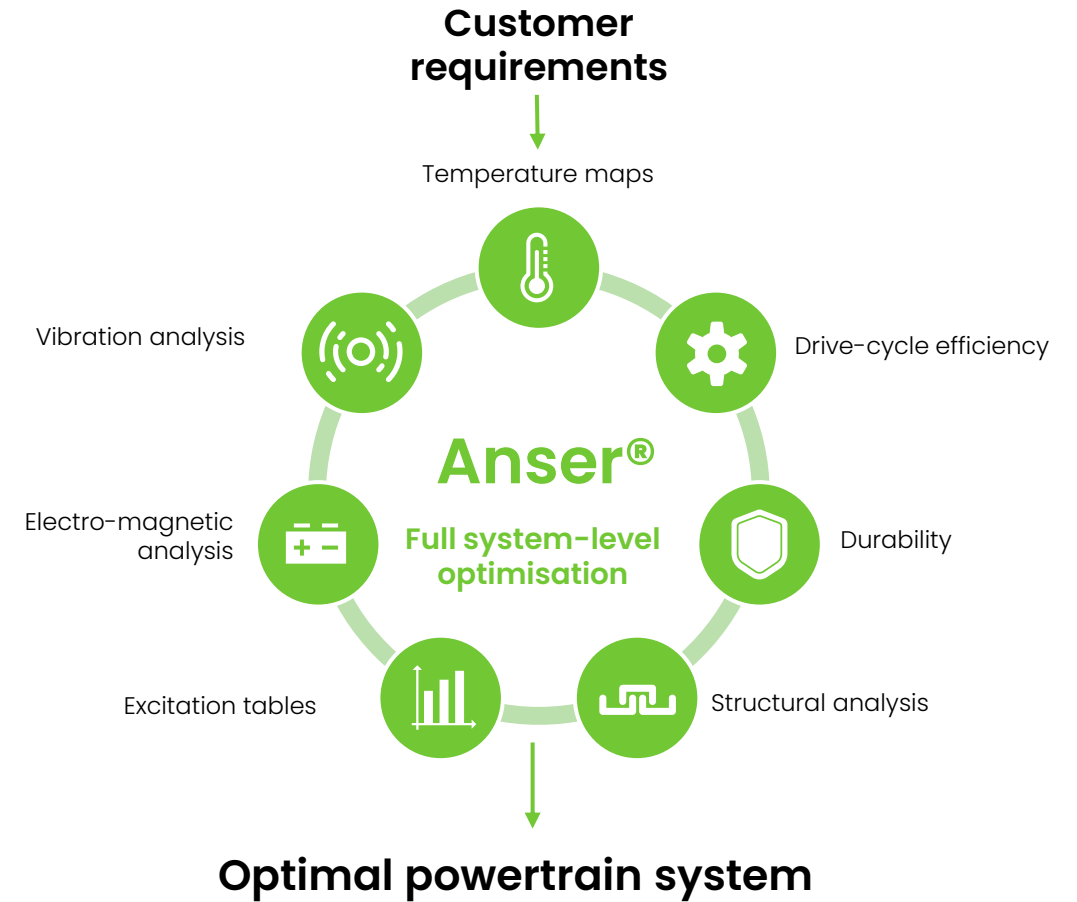 Customer
requirements
Temperature maps
Vibration analysis
Drive-cycle efficiency
Anser®
Electro-magnetic
analysis
Full system-level
optimisation
Durability
Excitation tables
Structural analysis
Optimal powertrain system